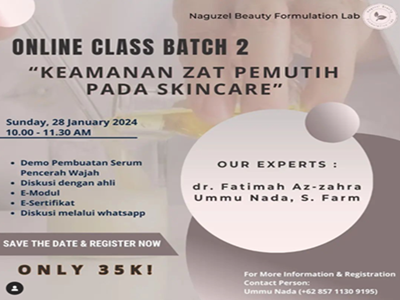 Naguzel Beauty Formulation Lab
ONLINE CLASS BATCH 2
“KEAMANAN ZAT PEMUTIH
PADA SKINCARE”
Sunday, 28 January 2024
10.00 - 11.30 AM
Demo Pembuatan Serum
Pencerah Wajah
Diskusi dengan ahli
E-Modul
E-Sertifikat
Diskusi melalui whatsapp
OUR EXPERTS :
dr. Fatimah Az-zahra
Ummu Nada, S. Farm
SAVE THE DATE & REGISTER NOW
ONLY 35K!
For More Information & Registration
Contact Person:
Ummu Nada (+62 857 1130 9195)